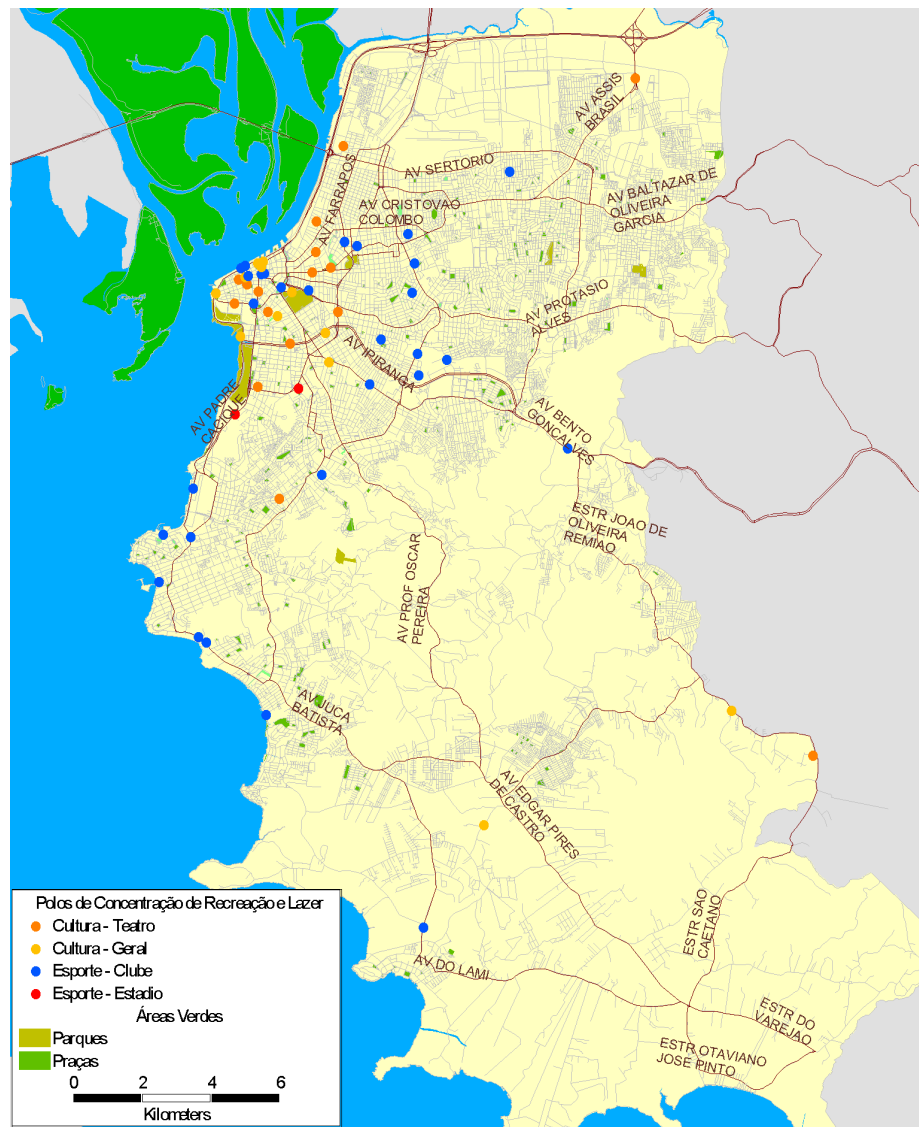 AV ASSIS
BRASIL
AV SERTORIO
AV FARRAPOS
AV CRISTOVAO
COLOMBO
AV BALTAZAR DE
OLIVEIRA
GARCIA
AV PROTASIO
ALVES
AV IPIRANGA
AV PADRE
CACIQUE
AV BENTO
GONCALVES
ESTR JOAO DE
OLIVEIRA
REMIAO
AV PROF OSCAR
PEREIRA
AV JUCA
BATISTA
AV EDGAR PIRES
DE CASTRO
ESTR SAO
CAETANO
AV DO LAMI
ESTR DO
VAREJAO
ESTR OTAVIANO
JOSE PINTO
Polos de Concentração de Recreação e Lazer
Cultura - Teatro
Cultura - Geral
Esporte - Clube
Esporte - Estadio
Áreas Verdes
Parques
Praças
0 2 4 6
Kilometers